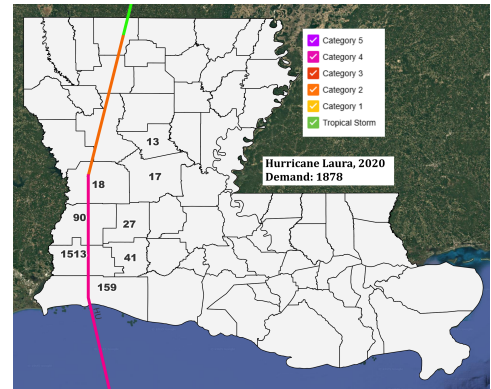 Category 5
Category 4
Category 3
Category 2
Category 1
Tropical Storm
13
Hurricane Laura, 2020
Demand: 1878
18
17
90
27
1513
41
159